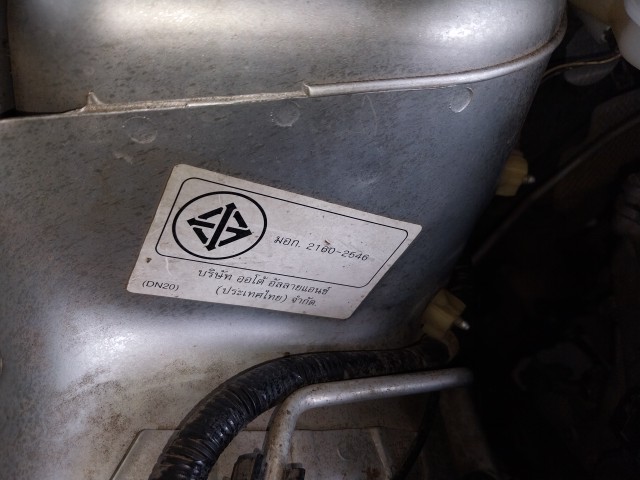 มอก. 2160-2546
บริษัท ออโต้ อัลลายแอนซ์
(DN20) (ประเทศไทย) จำกัด